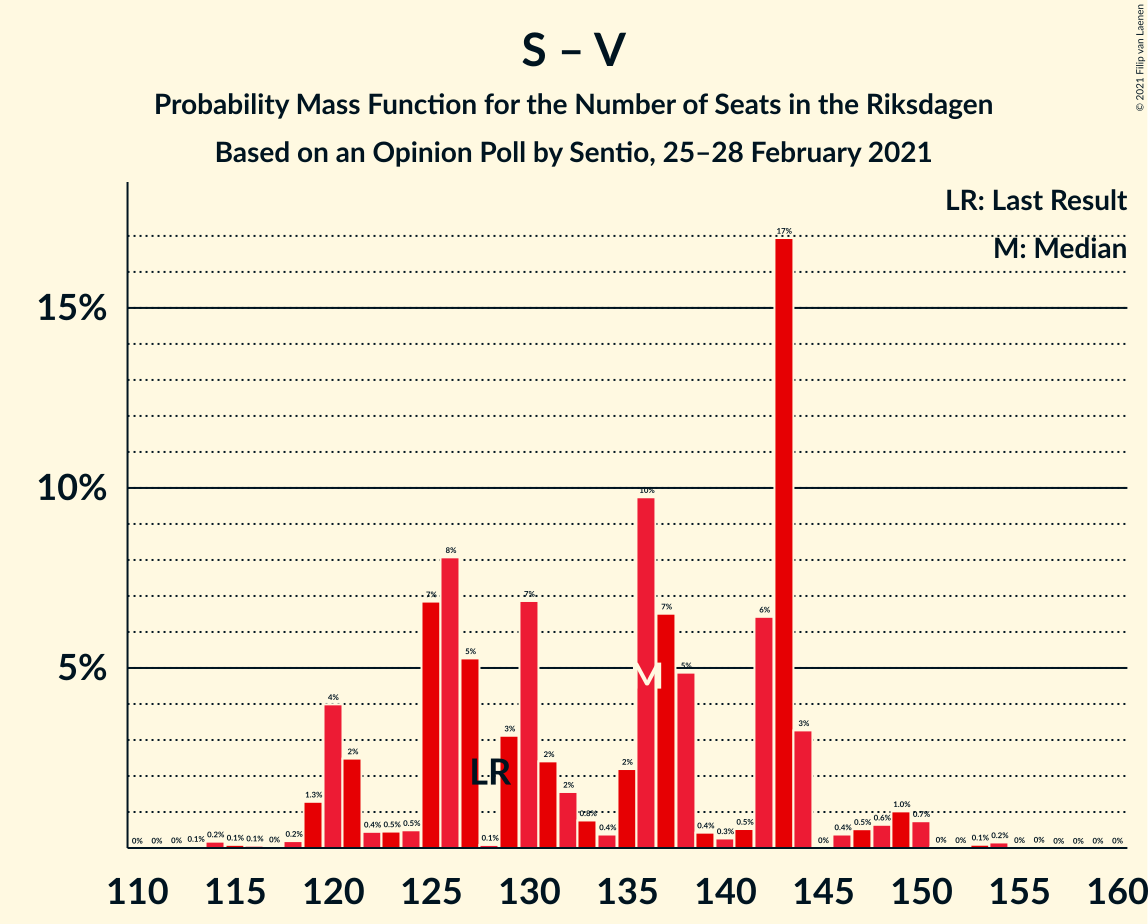 S – V
Probability Mass Function for the Number of Seats in the Riksdagen
Based on an Opinion Poll by Sentio, 25–28 February 2021
© 2021 Filip van Laenen
LR: Last Result
M: Median
15%
10%
5%
0% 0% 0% 0.1% 0.2% 0.1% 0.1% 0% 0.2% 1.3% 4% 2% 0.4% 0.5% 0.5% 7% 8% 5% 0.1% 3% 7% 2% 2% 0.8% 0.4% 2% 10% 7% 5% 0.4% 0.3% 0.5% 6% 17% 3% 0% 0.4% 0.5% 0.6% 1.0% 0.7% 0% 0% 0.1% 0.2% 0% 0% 0% 0% 0% 0%
LR
M
110 115 120 125 130 135 140 145 150 155 160